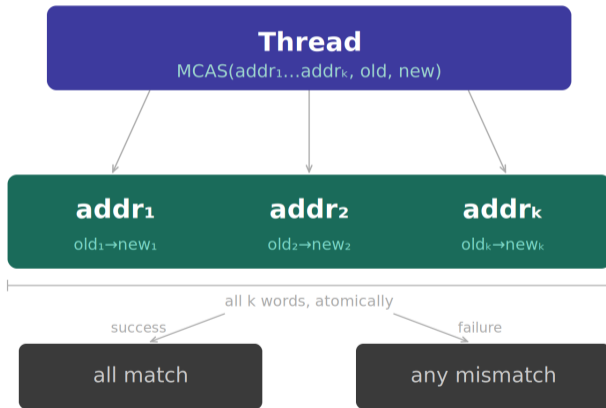 Thread
MCAS(addr₁...addrₖ, old, new)
addr₁
addr₂
addrₖ
old₁→new₁
old₂→new₂
oldₖ→newₖ
all k words, atomically
success
failure
all match
any mismatch